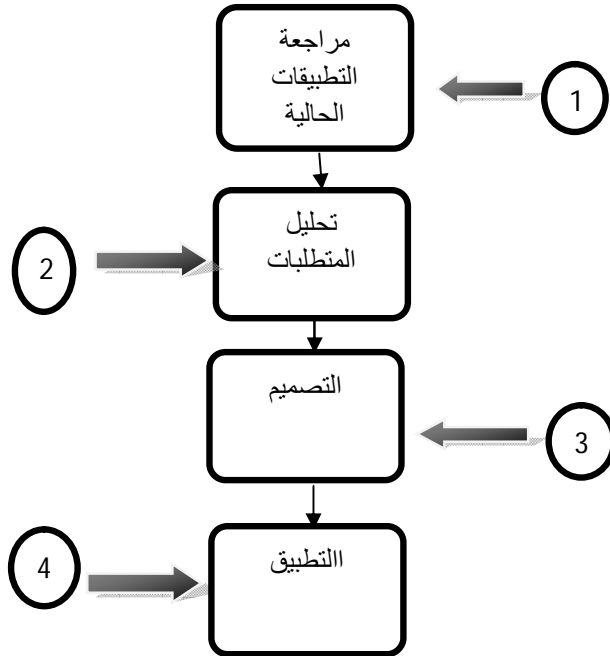 مراجعة
التطبيقات
الحالية
1
تحليل
المتطلبات
2
التصميم
3
االتطبيق
4